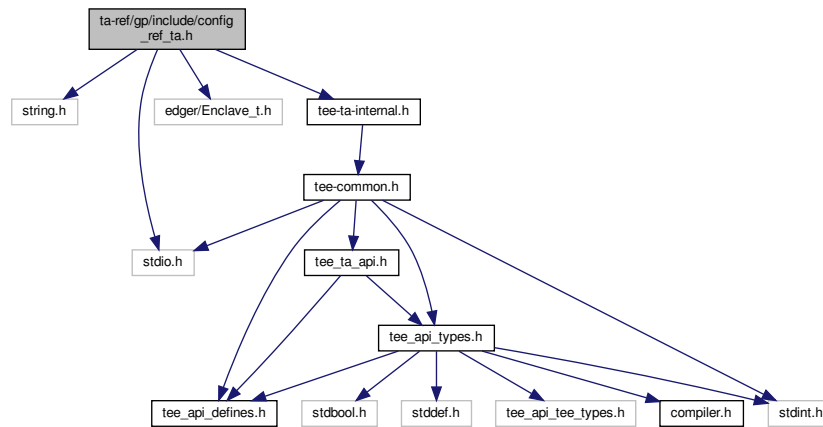 ta-ref/gp/include/config
_ref_ta.h
string.h
edger/Enclave_t.h
tee-ta-internal.h
tee-common.h
stdio.h
tee_ta_api.h
tee_api_types.h
tee_api_defines.h
stdbool.h
stddef.h
tee_api_tee_types.h
compiler.h
stdint.h